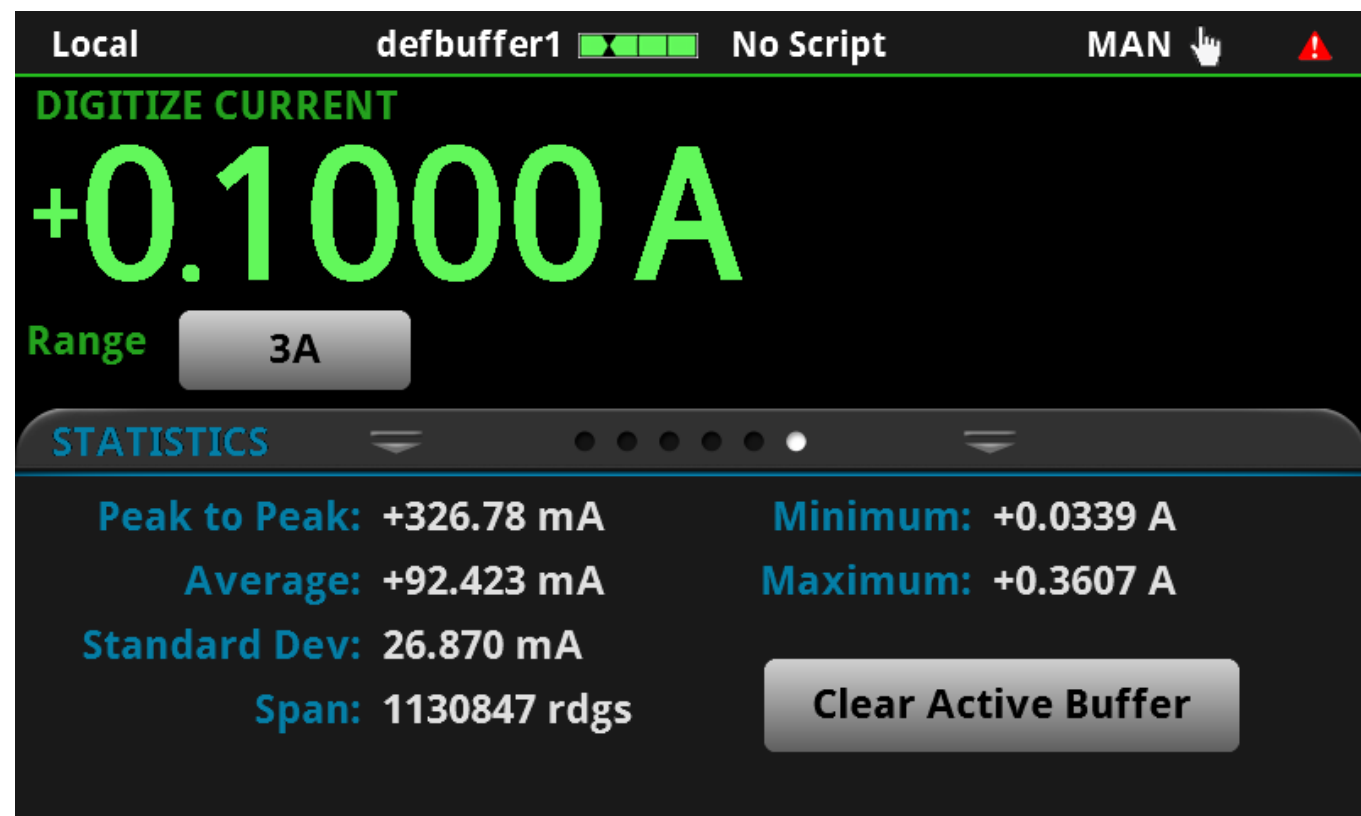 Local defbuffer1 No Script MAN
DIGITIZE CURRENT
+0.1000 A
Range 3A
STATISTICS
Peak to Peak: +326.78 mA Minimum: +0.0339 A
Average: +92.423 mA Maximum: +0.3607 A
Standard Dev: 26.870 mA
Span: 1130847 rdgs Clear Active Buffer